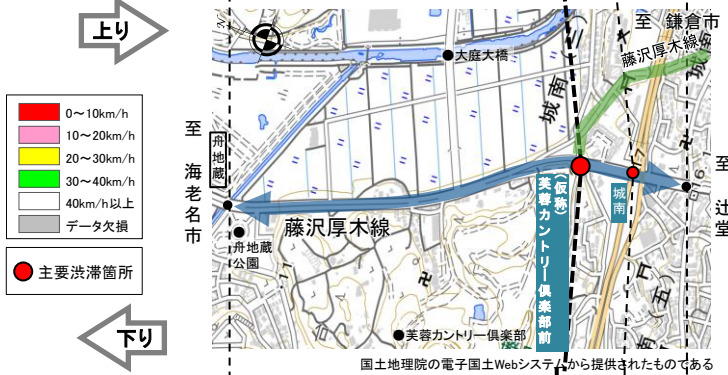 上り
0～10km/h
10～20km/h
20～30km/h
30～40km/h
40km/h以上
データ欠損
主要渋滞箇所
下り
至 海老名市
舟地蔵
舟地蔵
公園
藤沢厚木線
大庭大橋
城南
至 鎌倉市
藤沢厚木線
至 辻堂
城南
(仮称)
芙蓉カントリー倶楽部前
芙蓉カントリー倶楽部
国土地理院の電子国土Webシステムから提供されたものである